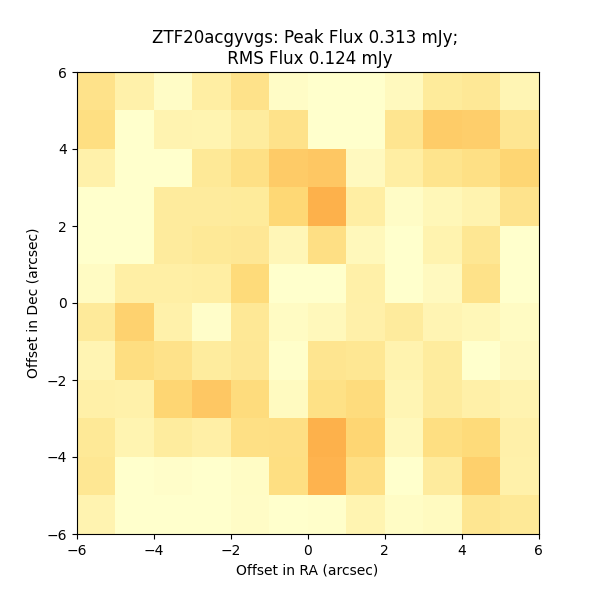 ZTF20acgyvgs: Peak Flux 0.313 mJy;
RMS Flux 0.124 mJy
6
4
2
0
−2
−4
−6
Offset in Dec (arcsec)
−6 −4 −2 0 2 4 6
Offset in RA (arcsec)